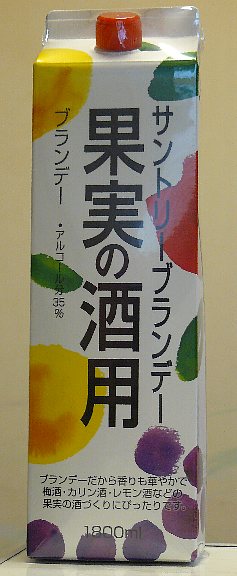 サントリーブランデー
果実の酒用
ブランデー
・アルコール分35%
ブランデーだから香りも華やかで
梅酒・カリン酒・レモン酒などの
果実の酒づくりにぴったりです。
1800ml